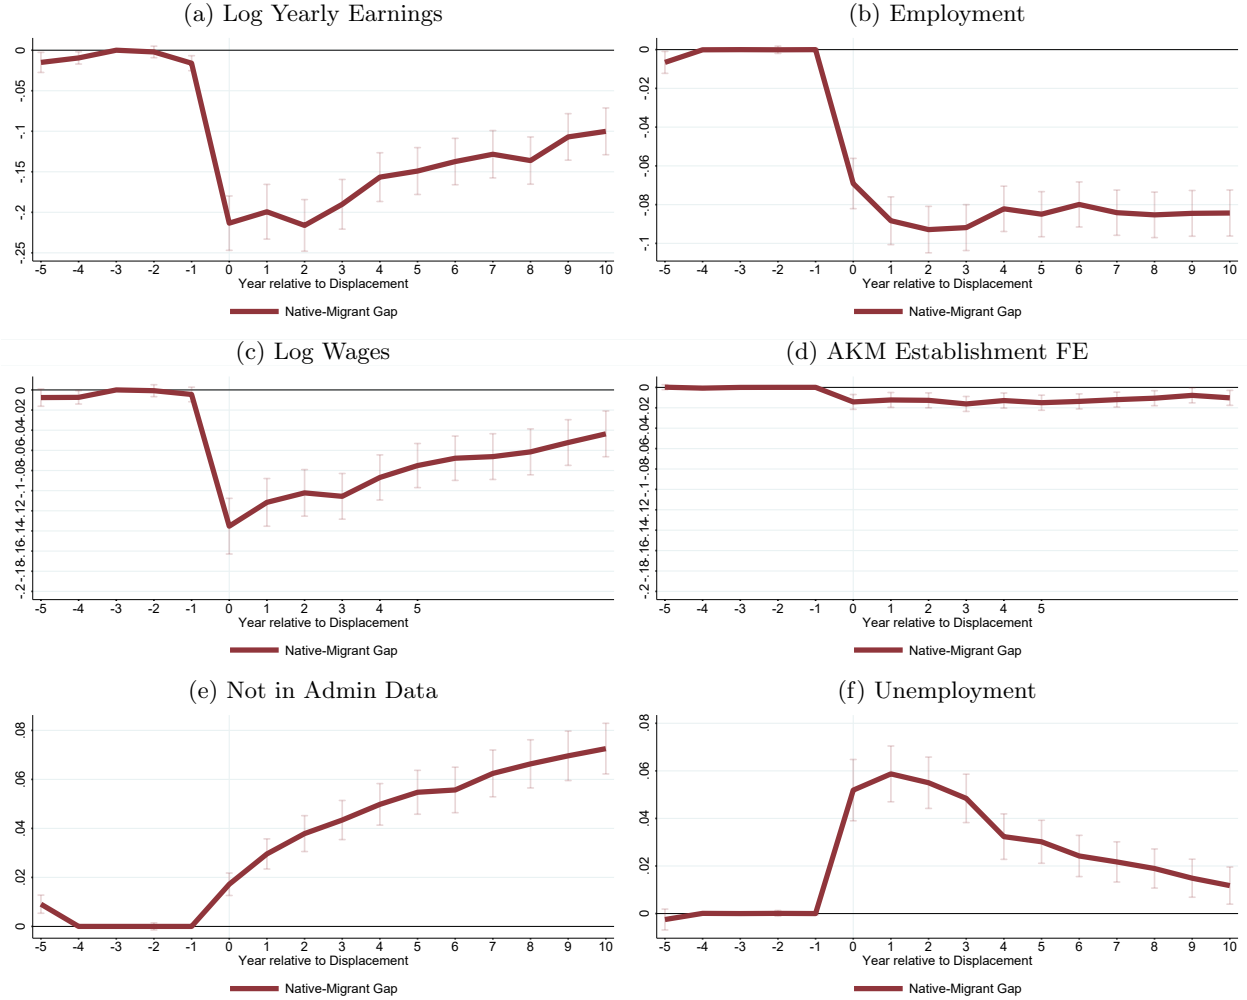 (a) Log Yearly Earnings
0
-.05
-.1
-.15
-.2
-.25
-5 -4 -3 -2 -1 0 1 2 3 4 5 6 7 8 9 10
Year relative to Displacement
Native-Migrant Gap
(b) Employment
0
-.02
-.04
-.06
-.08
-.1
-5 -4 -3 -2 -1 0 1 2 3 4 5 6 7 8 9 10
Year relative to Displacement
Native-Migrant Gap
(c) Log Wages
0
-.02
-.04
-.06
-.08
-.1
-.12
-.14
-.16
-.18
-.2
-5 -4 -3 -2 -1 0 1 2 3 4 5
Year relative to Displacement
Native-Migrant Gap
(d) AKM Establishment FE
0
-.02
-.04
-.06
-.08
-.1
-.12
-.14
-.16
-.18
-.2
-5 -4 -3 -2 -1 0 1 2 3 4 5
Year relative to Displacement
Native-Migrant Gap
(e) Not in Admin Data
.08
.06
.04
.02
0
-5 -4 -3 -2 -1 0 1 2 3 4 5 6 7 8 9 10
Year relative to Displacement
Native-Migrant Gap
(f) Unemployment
.08
.06
.04
.02
0
-5 -4 -3 -2 -1 0 1 2 3 4 5 6 7 8 9 10
Year relative to Displacement
Native-Migrant Gap